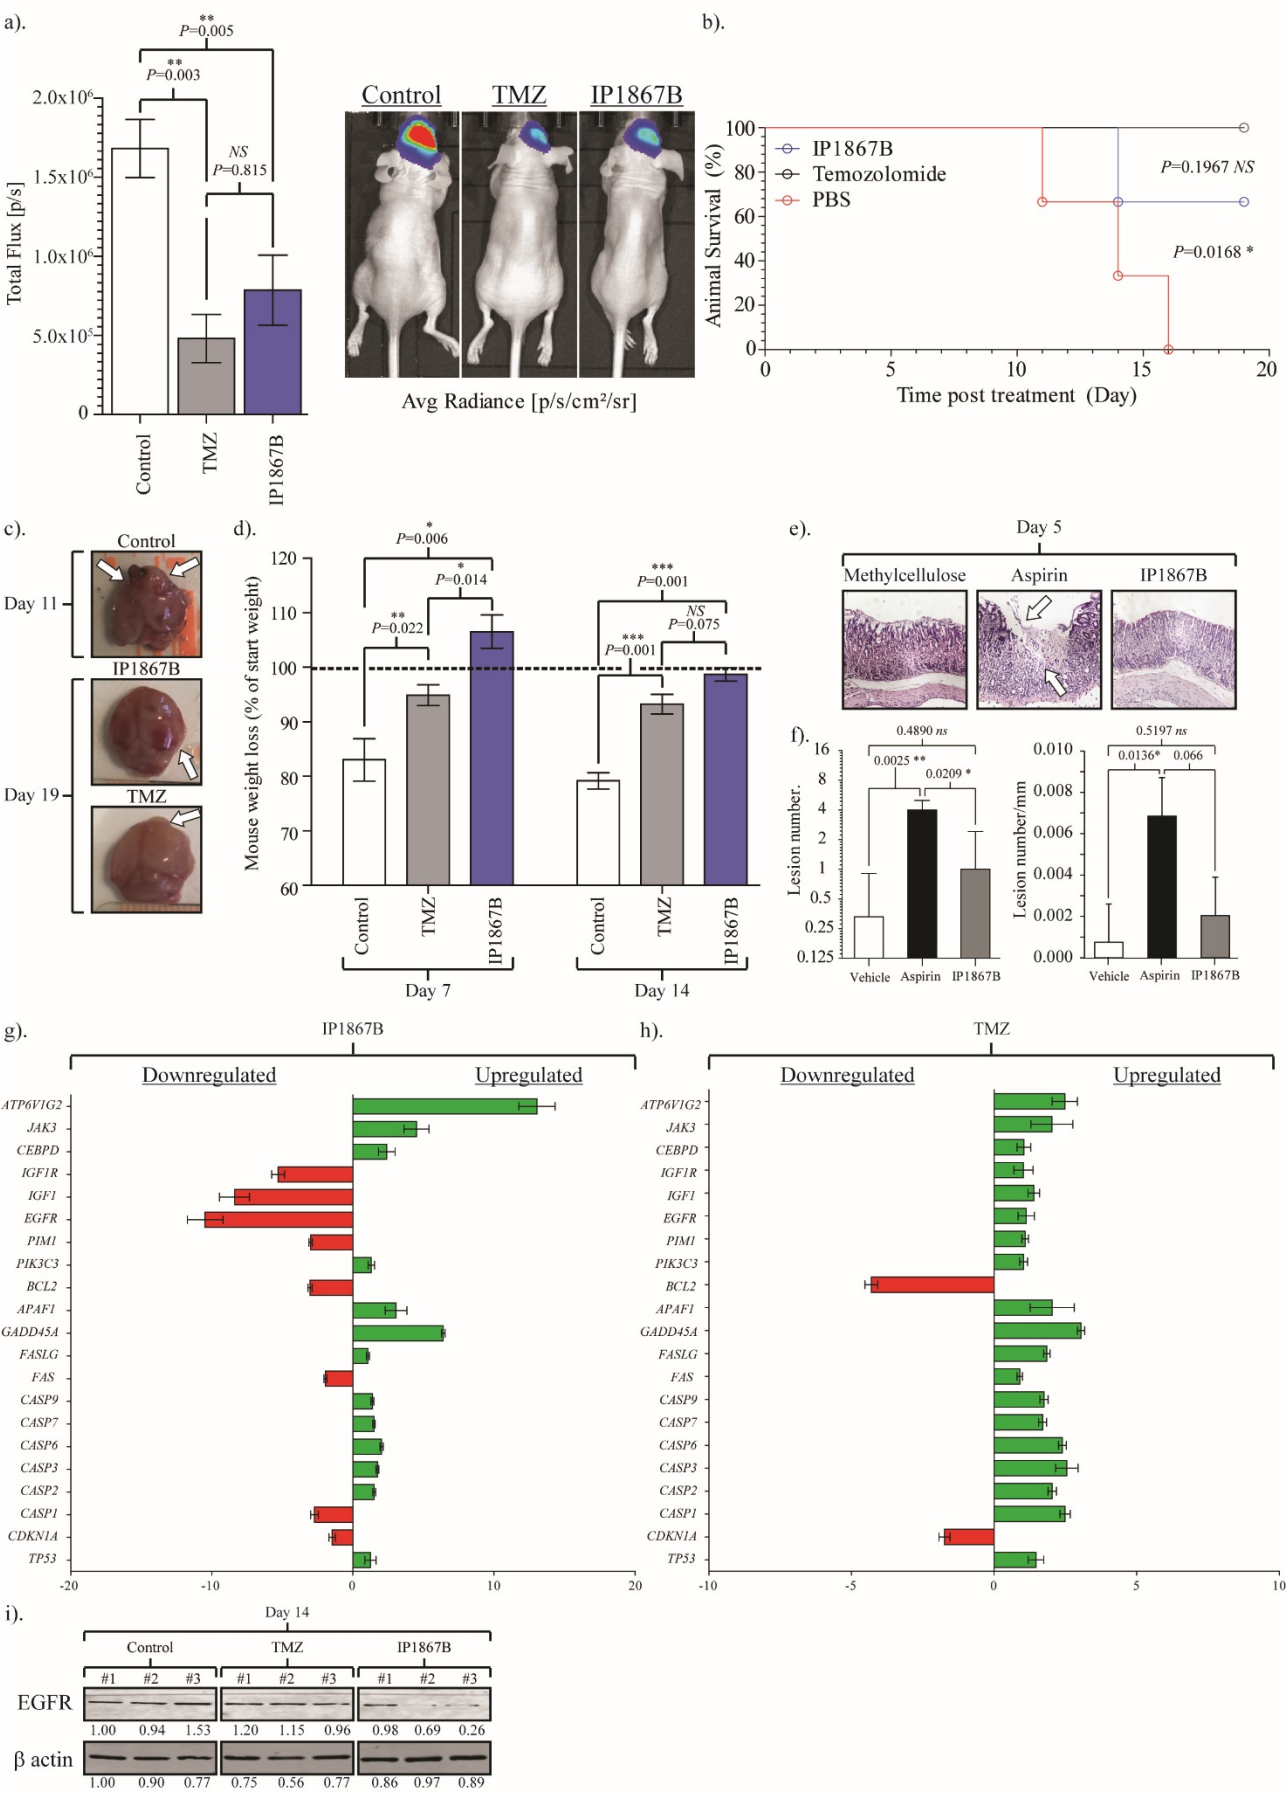 a).
**
P=0.005
**
P=0.003
NS
P=0.815
2.0x10⁶
1.5x10⁶
1.0x10⁶
5.0x10⁵
0
Total Flux [p/s]
Control
TMZ
IP1867B
Control
TMZ
IP1867B
Avg Radiance [p/s/cm²/sr]
b).
100
80
60
40
20
0
Animal Survival (%)
IP1867B
Temozolomide
PBS
P=0.1967 NS
P=0.0168 *
0
5
10
15
20
Time post treatment (Day)
c).
Control
Day 11
IP1867B
Day 19
TMZ
d).
Mouse weight loss (% of start weight)
120
110
100
90
80
70
60
*
P=0.006
*
P=0.014
**
P=0.022
***
P=0.001
NS
P=0.075
***
P=0.001
Control
TMZ
IP1867B
Control
TMZ
IP1867B
Day 7
Day 14
e).
Day 5
Methylcellulose
Aspirin
IP1867B
f).
Lesion number.
16
8
4
2
1
0.5
0.25
0.125
0.4890 ns
0.0025 **
0.0209 *
Vehicle
Aspirin
IP1867B
Lesion number/mm
0.010
0.008
0.006
0.004
0.002
0.000
0.5197 ns
0.0136*
0.066
Vehicle
Aspirin
IP1867B
g).
IP1867B
Downregulated
Upregulated
ATP6V1G2
JAK3
CEBPD
IGF1R
IGF1
EGFR
PIM1
PIK3C3
BCL2
APAF1
GADD45A
FASLG
FAS
CASP9
CASP7
CASP6
CASP3
CASP2
CASP1
CDKN1A
TP53
-20
-10
0
10
20
h).
TMZ
Downregulated
Upregulated
ATP6V1G2
JAK3
CEBPD
IGF1R
IGF1
EGFR
PIM1
PIK3C3
BCL2
APAF1
GADD45A
FASLG
FAS
CASP9
CASP7
CASP6
CASP3
CASP2
CASP1
CDKN1A
TP53
-10
-5
0
5
10
i).
Day 14
Control
TMZ
IP1867B
#1 #2 #3 #1 #2 #3 #1 #2 #3
EGFR
1.00 0.94 1.53 1.20 1.15 0.96 0.98 0.69 0.26
β actin
1.00 0.90 0.77 0.75 0.56 0.77 0.86 0.97 0.89